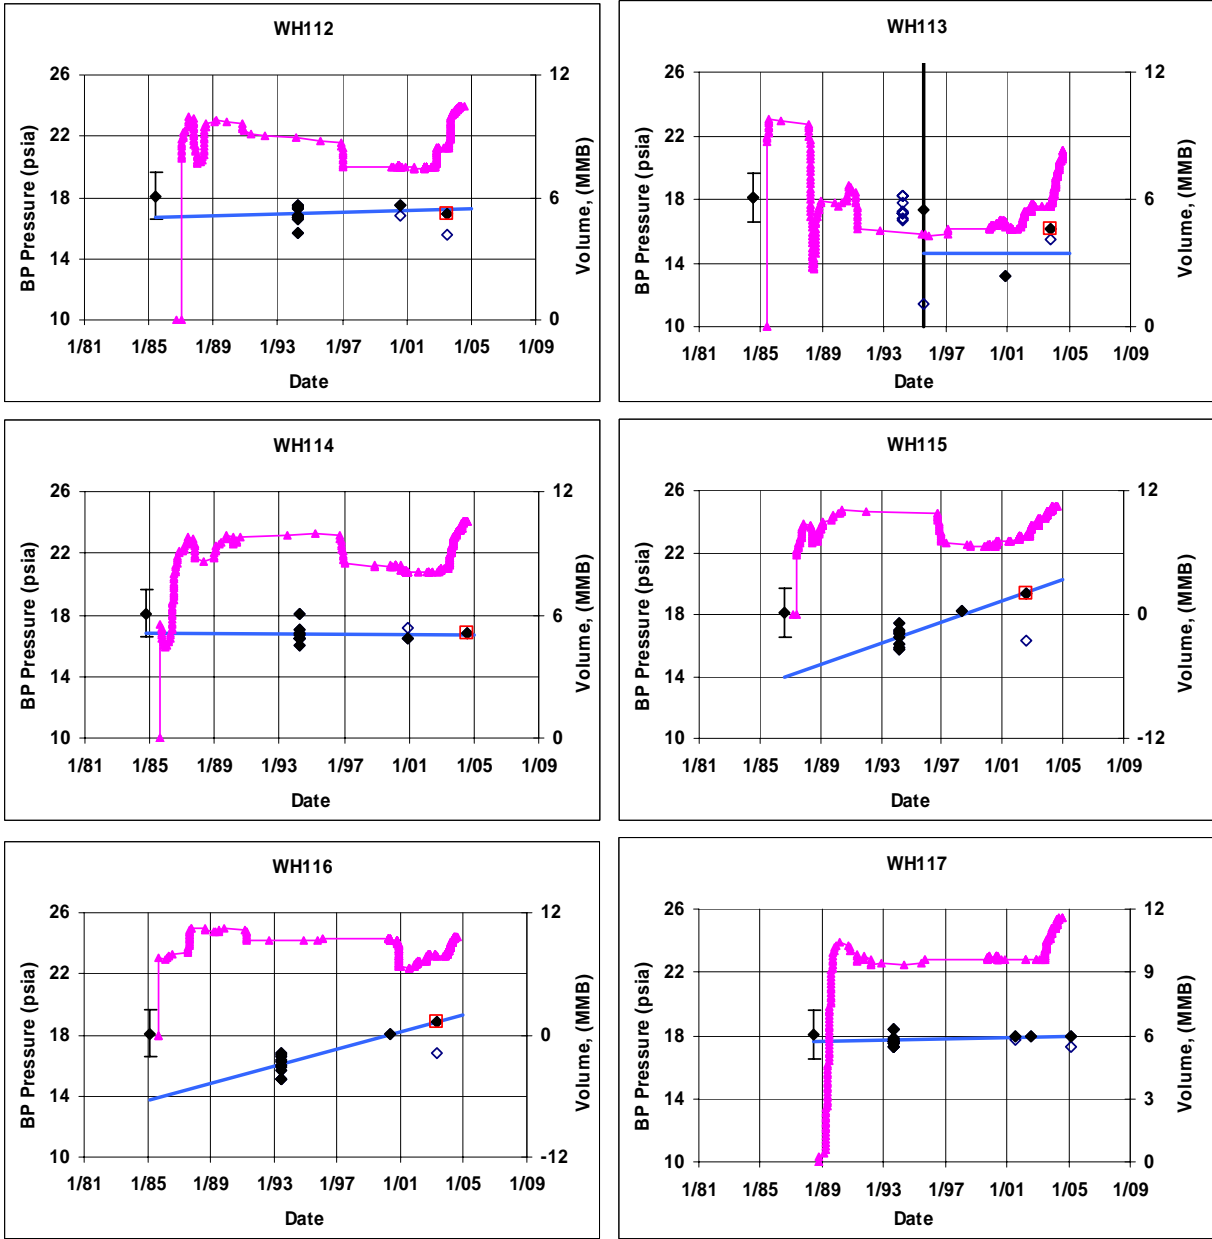 WH112
26
22
18
14
10
12
6
0
BP Pressure (psia)
Volume, (MMB)
1/81 1/85 1/89 1/93 1/97 1/01 1/05 1/09
Date
WH113
26
22
18
14
10
12
6
0
BP Pressure (psia)
Volume, (MMB)
1/81 1/85 1/89 1/93 1/97 1/01 1/05 1/09
Date
WH114
26
22
18
14
10
12
6
0
BP Pressure (psia)
Volume, (MMB)
1/81 1/85 1/89 1/93 1/97 1/01 1/05 1/09
Date
WH115
26
22
18
14
10
12
0
-12
BP Pressure (psia)
Volume, (MMB)
1/81 1/85 1/89 1/93 1/97 1/01 1/05 1/09
Date
WH116
26
22
18
14
10
12
0
-12
BP Pressure (psia)
Volume, (MMB)
1/81 1/85 1/89 1/93 1/97 1/01 1/05 1/09
Date
WH117
26
22
18
14
10
12
9
6
3
0
BP Pressure (psia)
Volume, (MMB)
1/81 1/85 1/89 1/93 1/97 1/01 1/05 1/09
Date